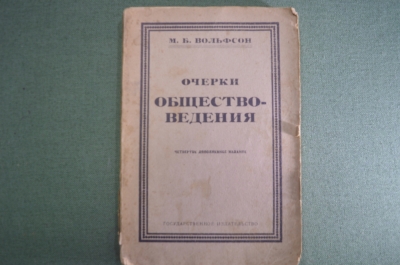 М. Б. ВОЛЬФСОН
ОЧЕРКИ
ОБЩЕСТВО-
ВЕДЕНИЯ
ГОСУДАРСТВЕННОЕ ИЗДАТЕЛЬСТВО